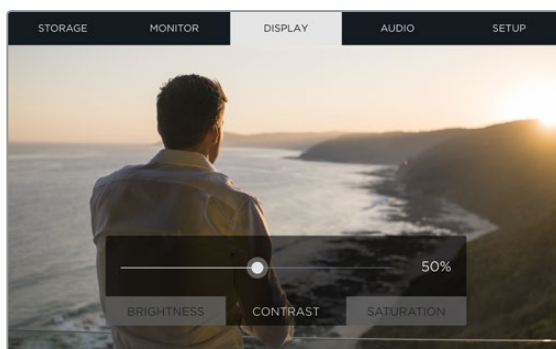 STORAGE MONITOR DISPLAY AUDIO SETUP
50%
BRIGHTNESS CONTRAST SATURATION